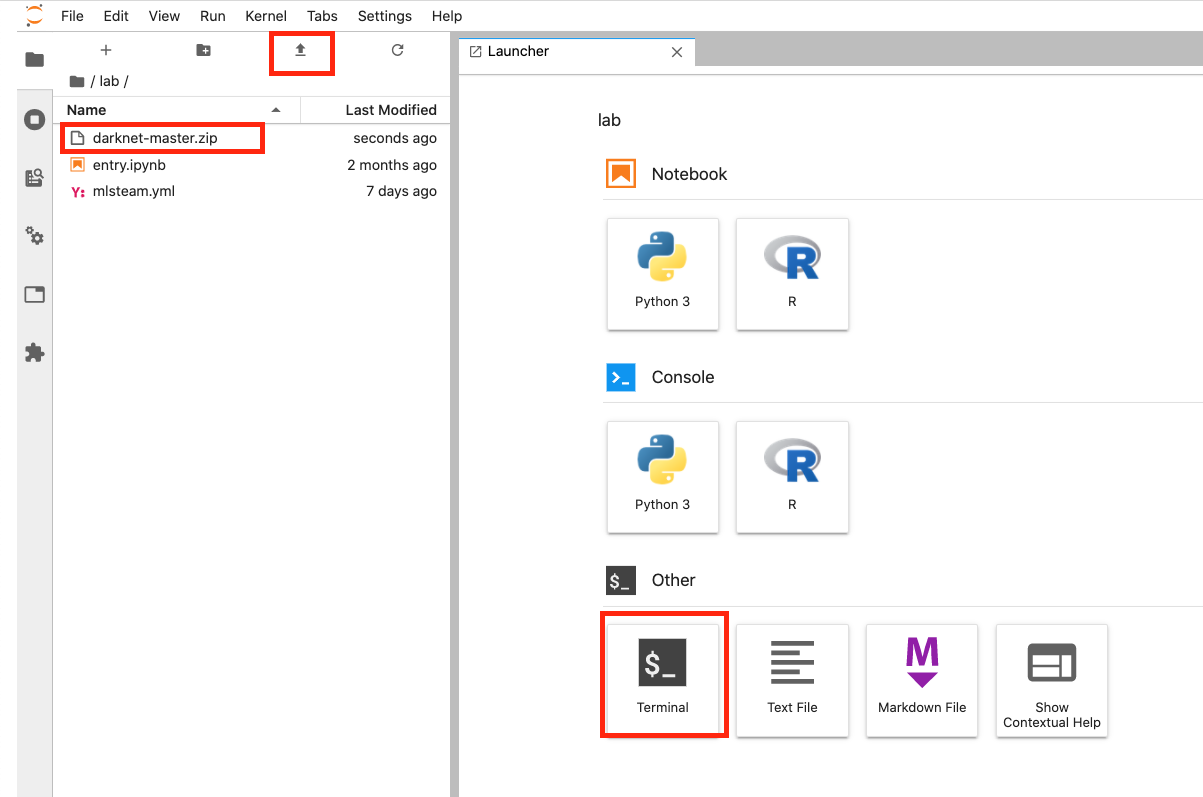 File Edit View Run Kernel Tabs Settings Help
/ lab /
Name Last Modified
darknet-master.zip seconds ago
entry.ipynb 2 months ago
Y: mlsteam.yml 7 days ago
Launcher
lab
Notebook
Python 3
R
Console
Python 3
R
$_ Other
$_
Terminal
Text File
M
Markdown File
Show
Contextual Help